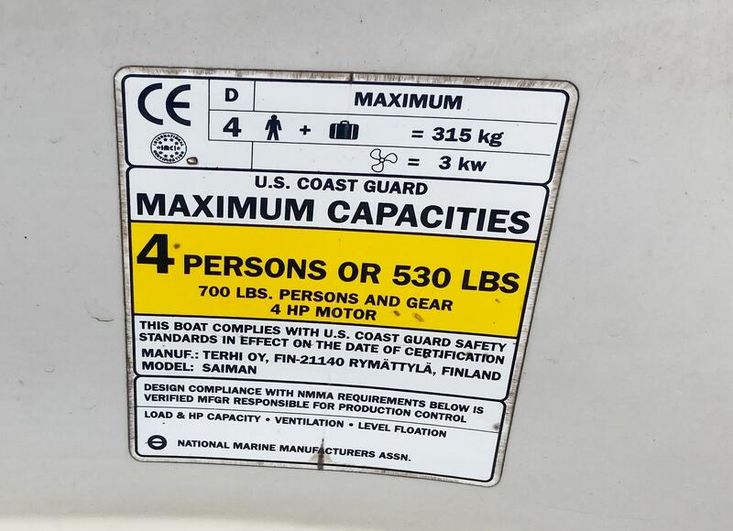 CE
D MAXIMUM
4 + = 315 kg
= 3 kw
INTERNATIONAL
IMCI
CERTIFICATION
U.S. COAST GUARD
MAXIMUM CAPACITIES
4 PERSONS OR 530 LBS
700 LBS. PERSONS AND GEAR
4 HP MOTOR
THIS BOAT COMPLIES WITH U.S. COAST GUARD SAFETY
STANDARDS IN EFFECT ON THE DATE OF CERTIFICATION
MANUF.: TERHI OY, FIN-21140 RYMÄTTYLÄ, FINLAND
MODEL: SAIMAN
DESIGN COMPLIANCE WITH NMMA REQUIREMENTS BELOW IS
VERIFIED MFGR RESPONSIBLE FOR PRODUCTION CONTROL
LOAD & HP CAPACITY • VENTILATION • LEVEL FLOATION
NATIONAL MARINE MANUFACTURERS ASSN.